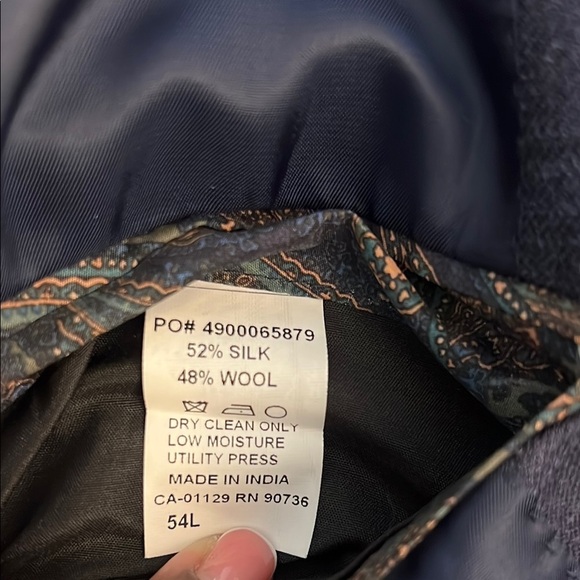 PO# 4900065879
52% SILK
48% WOOL
DRY CLEAN ONLY
LOW MOISTURE
UTILITY PRESS
MADE IN INDIA
CA-01129 RN 90736
54L